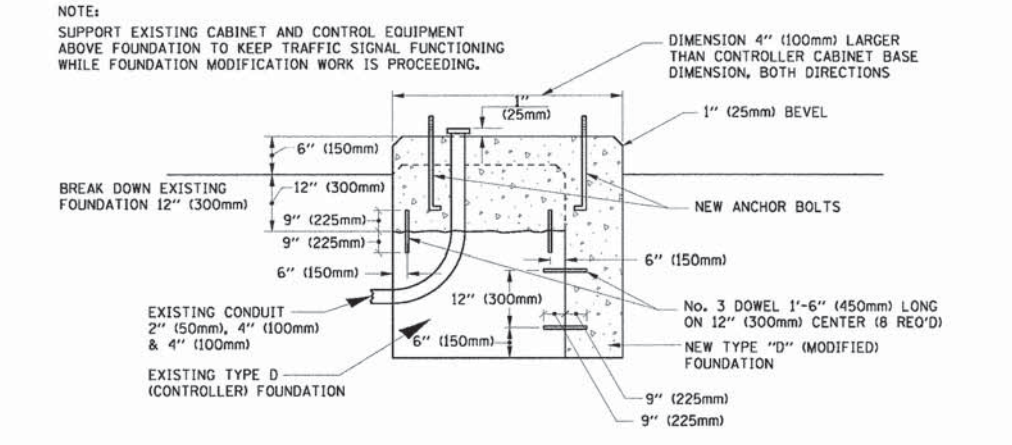 NOTE:
SUPPORT EXISTING CABINET AND CONTROL EQUIPMENT
ABOVE FOUNDATION TO KEEP TRAFFIC SIGNAL FUNCTIONING
WHILE FOUNDATION MODIFICATION WORK IS PROCEEDING.
DIMENSION 4" (100mm) LARGER
THAN CONTROLLER CABINET BASE
DIMENSION, BOTH DIRECTIONS
1"
(25mm)
1" (25mm) BEVEL
6" (150mm)
BREAK DOWN EXISTING
FOUNDATION 12" (300mm)
12" (300mm)
NEW ANCHOR BOLTS
9" (225mm)
9" (225mm)
6" (150mm)
6" (150mm)
EXISTING CONDUIT
2" (50mm), 4" (100mm)
& 4" (100mm)
12" (300mm)
No. 3 DOWEL 1'-6" (450mm) LONG
ON 12" (300mm) CENTER (8 REQ'D)
6" (150mm)
NEW TYPE "D" (MODIFIED)
FOUNDATION
EXISTING TYPE D
(CONTROLLER) FOUNDATION
9" (225mm)
9" (225mm)